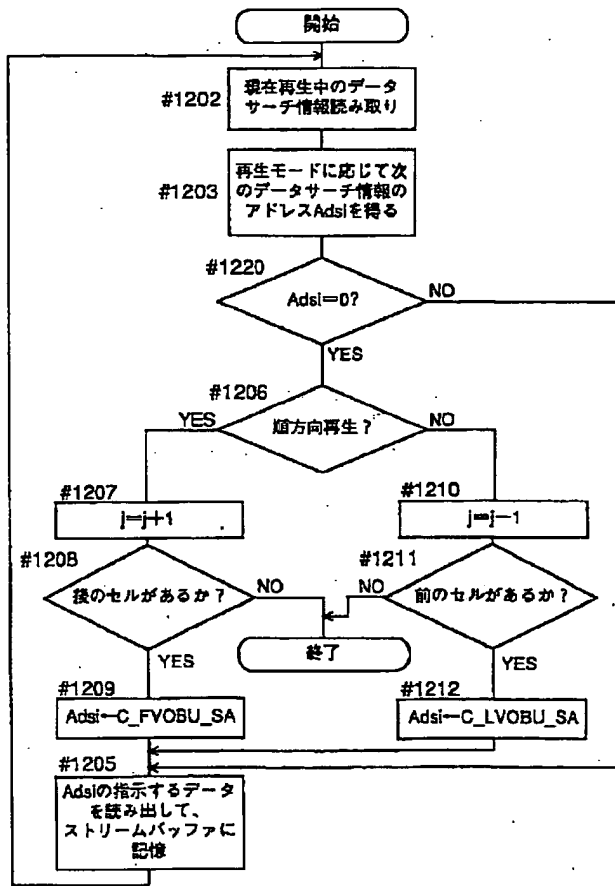 開始
#1202
現在再生中のデータ
サーチ情報読み取り
#1203
再生モードに応じて次
のデータサーチ情報の
アドレスAdsiを得る
#1220
Adsi=0?
NO
YES
#1206
順方向再生?
YES
NO
#1207
j=j+1
#1210
j=j-1
#1208
後のセルがあるか?
NO
YES
#1211
前のセルがあるか?
NO
YES
終了
#1209
Adsi←C_FVOBU_SA
#1212
Adsi←C_LVOBU_SA
#1205
Adsiの指示するデータ
を読み出して、
ストリームバッファに
記憶